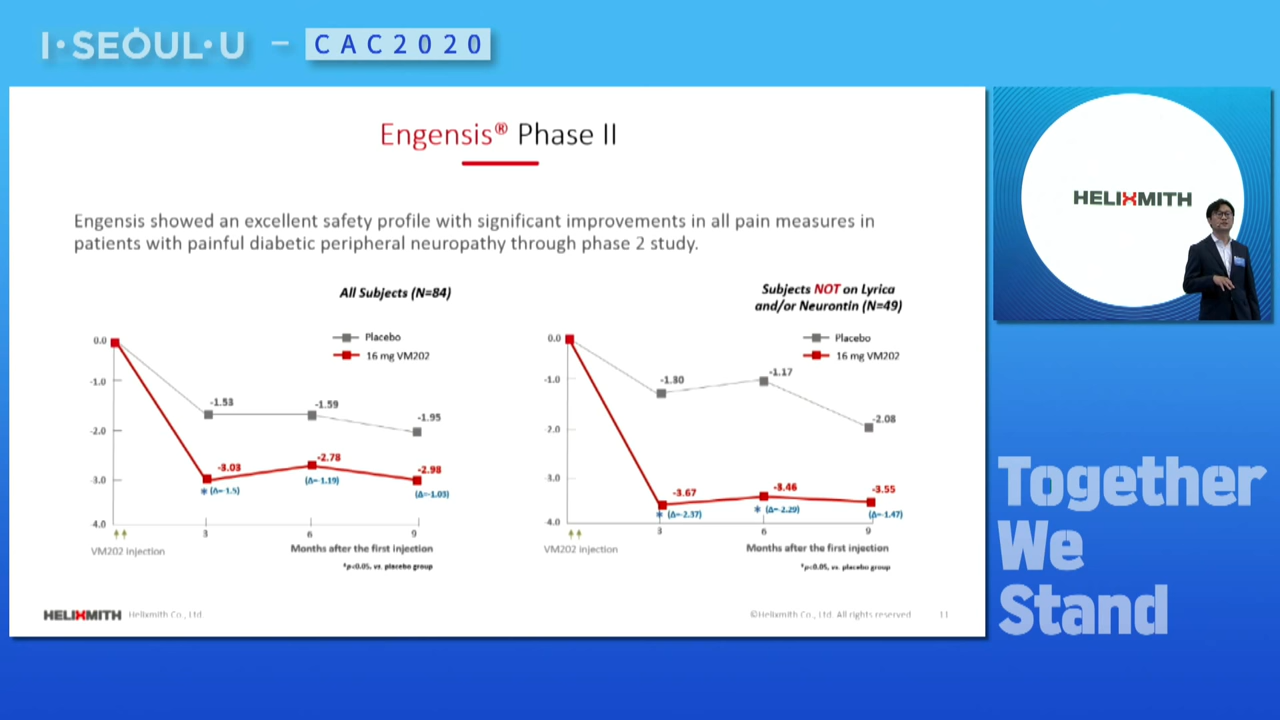 I·SEOUL·U – CAC2020
Engensis® Phase II
Engensis showed an excellent safety profile with significant improvements in all pain measures in
patients with painful diabetic peripheral neuropathy through phase 2 study.
All Subjects (N=84)
Placebo
16 mg VM202
0.0
-1.0
-2.0
-3.0
4.0
-1.53
-1.59
-1.95
-3.03
-2.78
-2.98
* (Δ=-1.5)
(Δ=-1.19)
(Δ=-1.03)
3
6
9
VM202 Injection
Months after the first injection
*p<0.05, vs. placebo group
Subjects NOT on Lyrica
and/or Neurontin (N=49)
Placebo
16 mg VM202
0.0
-1.0
2.0
-3.0
4.0
-1.30
-1.17
-2.08
-3.67
-3.46
-3.55
* (Δ=-2.37)
* (Δ=-2.29)
(Δ=-1.47)
3
6
9
VM202 Injection
Months after the first injection
*p<0.05, vs. placebo group
HELIXMITH Helixmith Co., Ltd
©Helixmith Co., Ltd. All rights reserved
11
HELIXMITH
Together
We
Stand